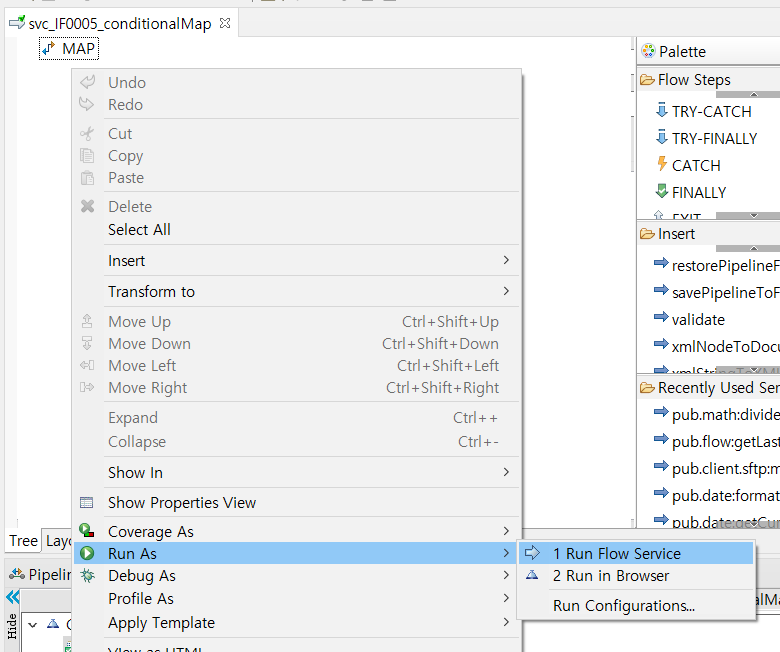 svc_IF0005_conditionalMap
MAP
Undo
Redo
Cut
Copy
Paste
Delete
Select All
Insert
Transform to
Move Up Ctrl+Shift+Up
Move Down Ctrl+Shift+Down
Move Left Ctrl+Shift+Left
Move Right Ctrl+Shift+Right
Expand Ctrl++
Collapse Ctrl+-
Show In
Show Properties View
Coverage As
Run As
Debug As
Profile As
Apply Template
View as HTML
1 Run Flow Service
2 Run in Browser
Run Configurations...
Palette
Flow Steps
TRY-CATCH
TRY-FINALLY
CATCH
FINALLY
EXIT
Insert
restorePipelineF
savePipelineToF
validate
xmlNodeToDocu
xmlStringToXML
Recently Used Ser
pub.math:divide
pub.flow:getLast
pub.client.sftp:m
pub.date:format
pub.date:getCur
Tree Layo
Pipelin
Hide
alMa